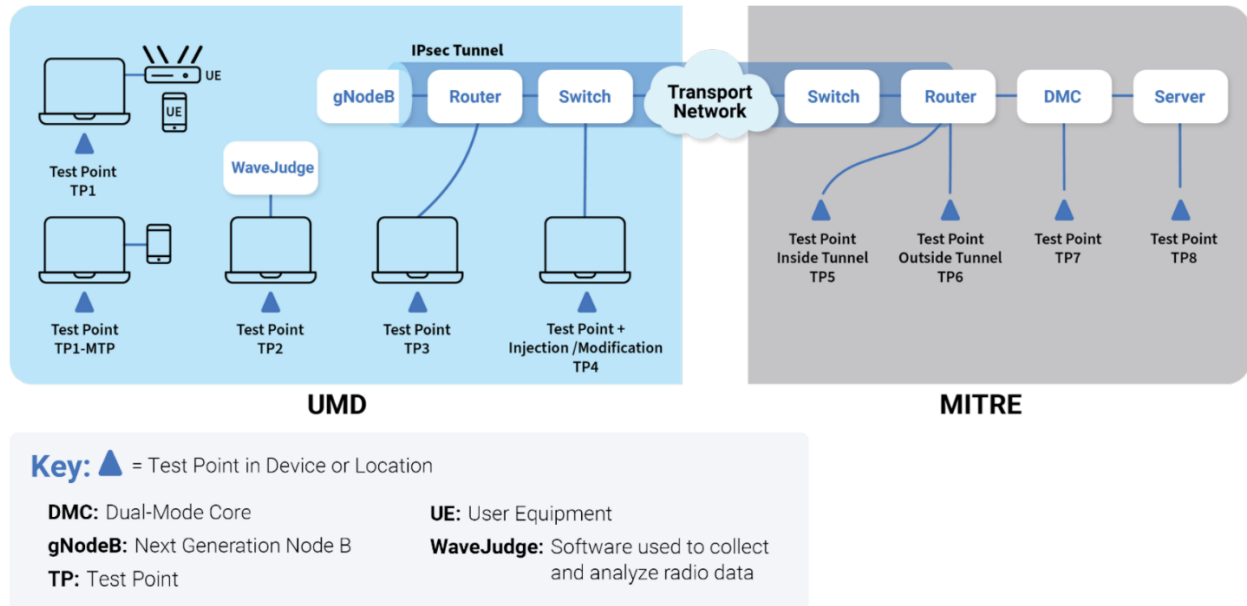 IPsec Tunnel
UE
UE
gNodeB
Router
Switch
Transport
Network
Switch
Router
DMC
Server
Test Point
TP1
WaveJudge
Test Point
Inside Tunnel
TP5
Test Point
Outside Tunnel
TP6
Test Point
TP7
Test Point
TP8
Test Point
TP1-MTP
Test Point
TP2
Test Point
TP3
Test Point +
Injection /Modification
TP4
UMD
MITRE
Key: = Test Point in Device or Location
DMC: Dual-Mode Core
gNodeB: Next Generation Node B
TP: Test Point
UE: User Equipment
WaveJudge: Software used to collect
and analyze radio data